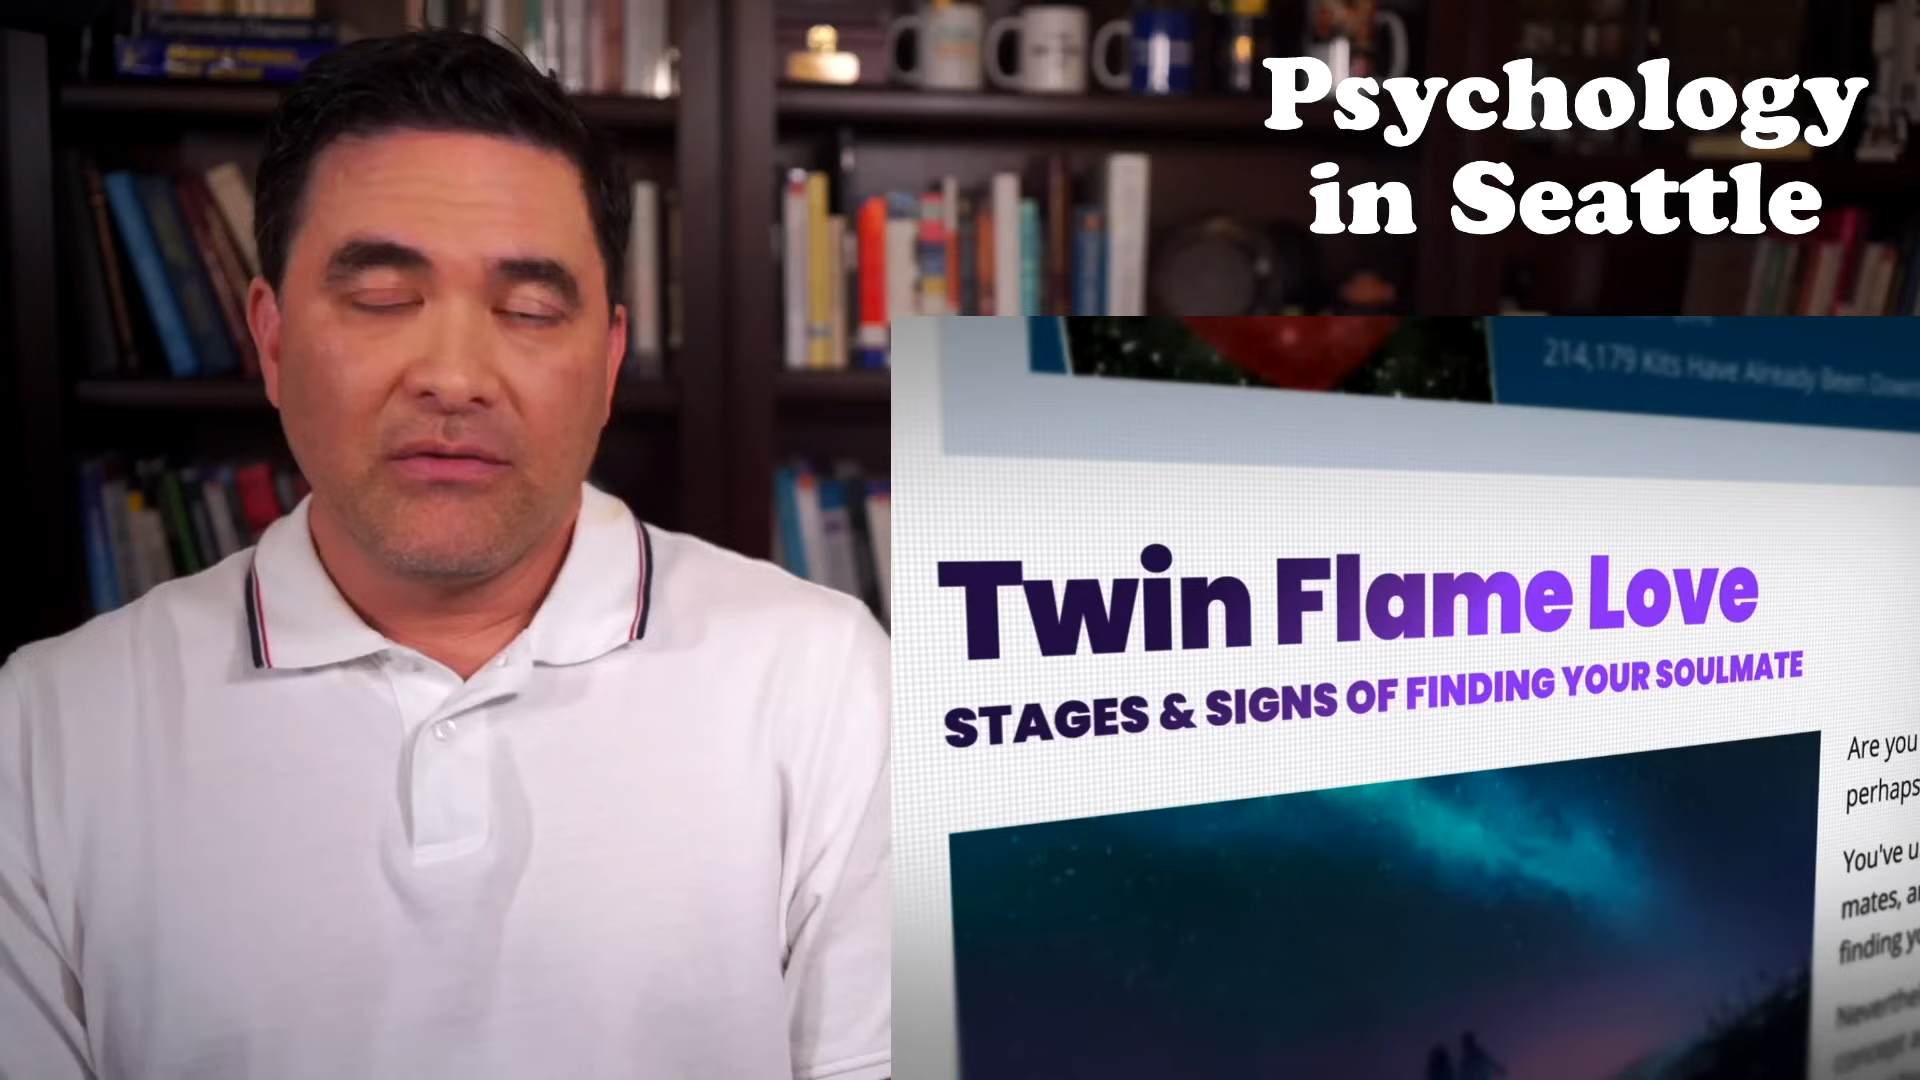 Psychology
in Seattle
214,179 Kits Have Already Been
Twin Flame Love
STAGES & SIGNS OF FINDING YOUR SOULMATE
Are you
perhaps
You've
mates,
finding